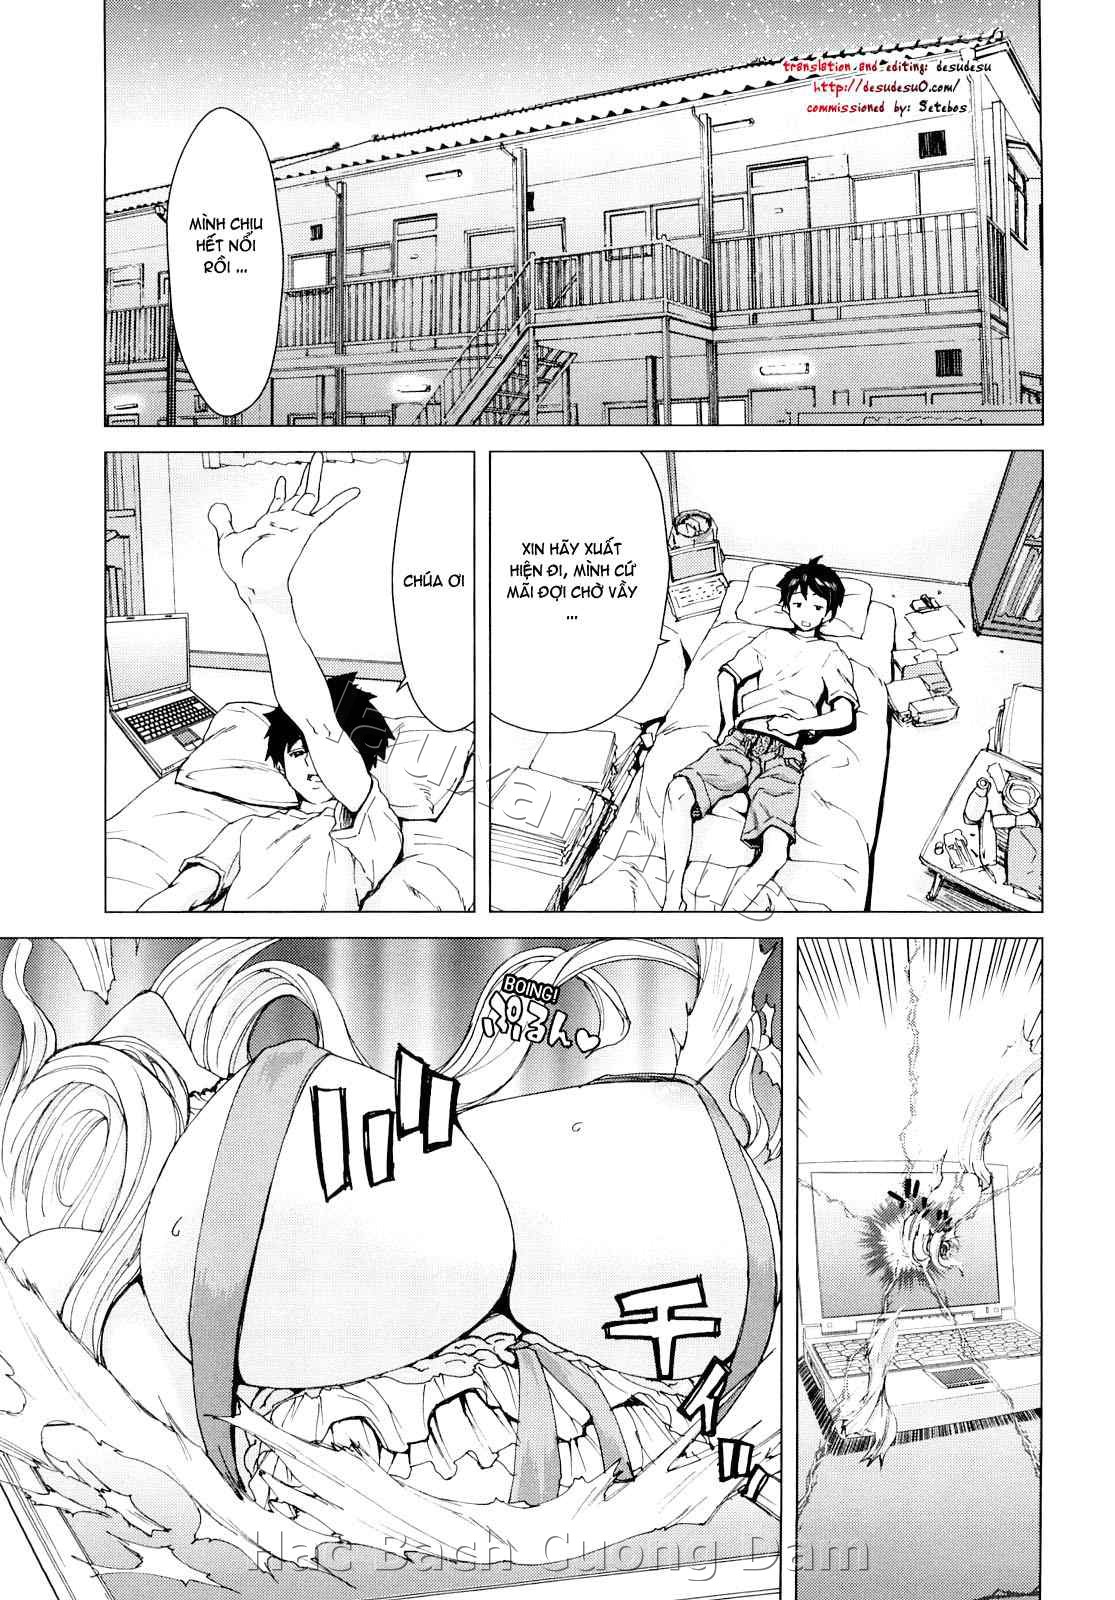 translation and editing: desudesu
http://desudesu0.com/
commissioned by: Setebos
MÌNH CHỊU
HẾT NỔI
RỒI ...
XIN HÃY XUẤT
HIỆN ĐI, MÌNH CỨ
MÃI ĐỢI CHỜ VẦY
...
CHÚA ƠI
BOING!
ぷるん♥
チ
Hac Bach Cuong Dam